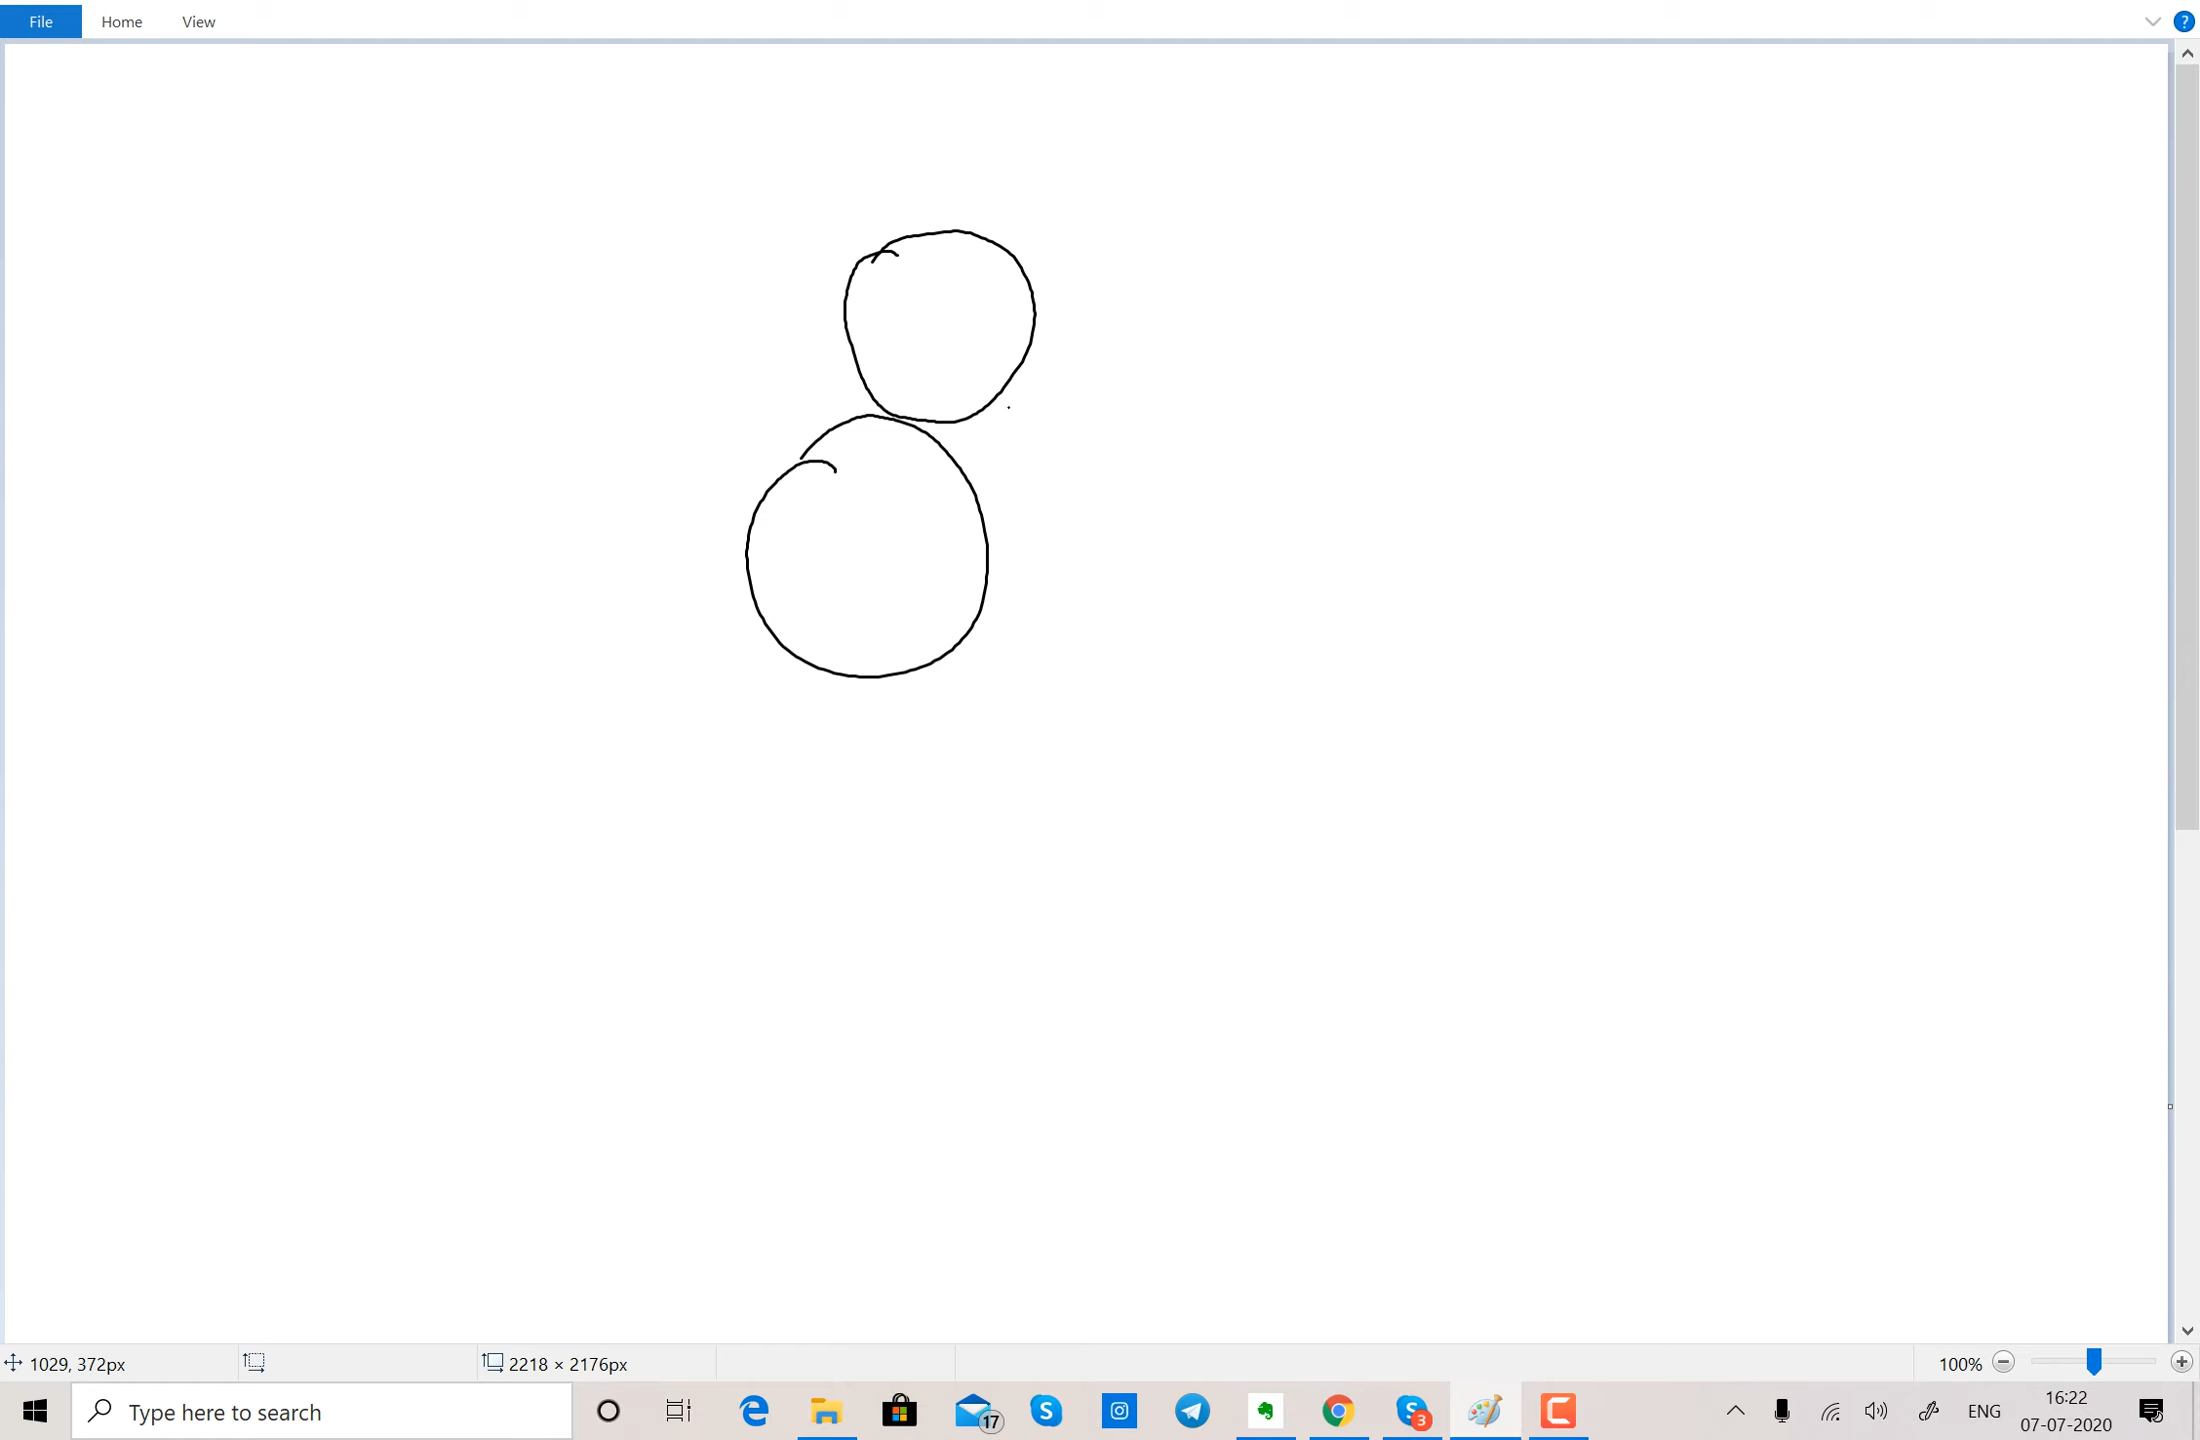 File Home View
1029, 372px 2218 × 2176px 100%
Type here to search 17 3 ENG 16:22
07-07-2020